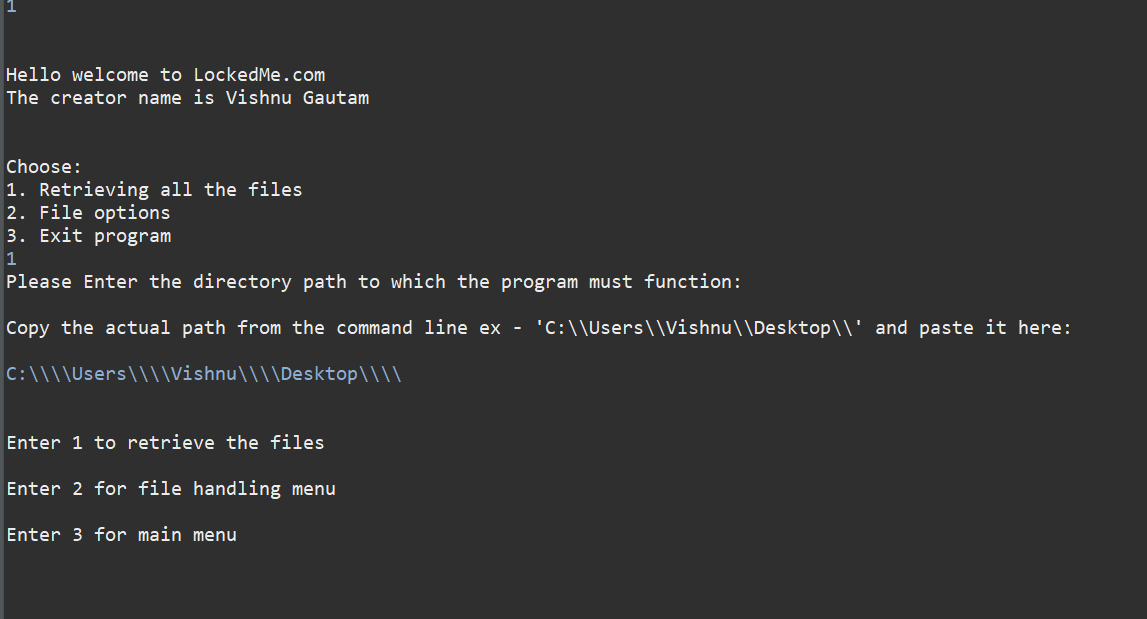 1
Hello welcome to LockedMe.com
The creator name is Vishnu Gautam
Choose:
1. Retrieving all the files
2. File options
3. Exit program
1
Please Enter the directory path to which the program must function:
Copy the actual path from the command line ex - 'C:\\Users\\Vishnu\\Desktop\\' and paste it here:
C:\\\\Users\\\\Vishnu\\\\Desktop\\\\
Enter 1 to retrieve the files
Enter 2 for file handling menu
Enter 3 for main menu